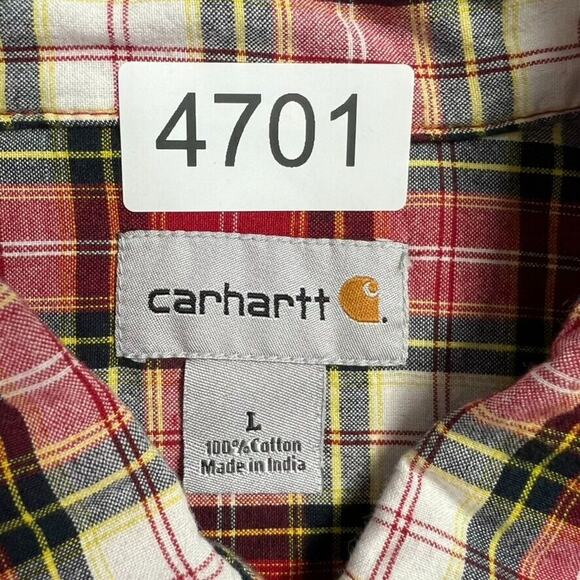 4701
carhartt
L
100%Cotton
Made in India